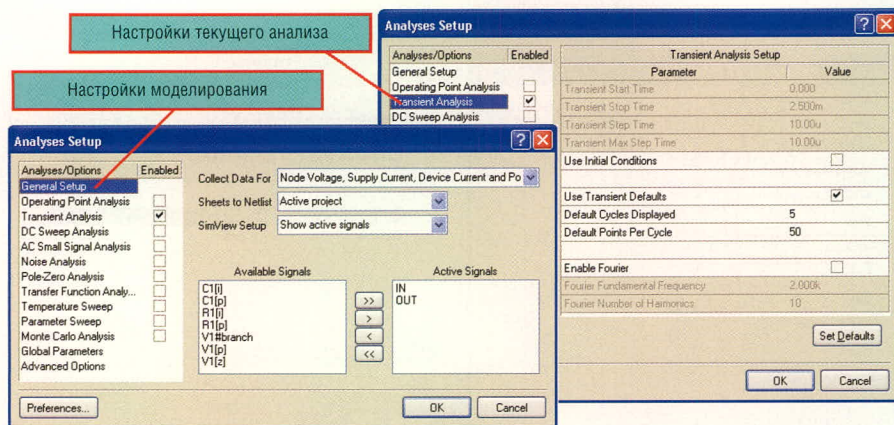 Настройки текущего анализа
Настройки моделирования
Analyses Setup
Analyses/Options Enabled
General Setup
Operating Point Analysis
Transient Analysis
DC Sweep Analysis
Transient Analysis Setup
Parameter Value
Transient Start Time 0.000
Transient Stop Time 2.500m
Transient Step Time 10.00u
Transient Max Step Time 10.00u
Use Initial Conditions
Use Transient Defaults
Default Cycles Displayed 5
Default Points Per Cycle 50
Enable Fourier
Fourier Fundamental Frequency 2.000k
Fourier Number of Harmonics 10
Set Defaults
OK Cancel
Analyses Setup
Analyses/Options Enabled
General Setup
Operating Point Analysis
Transient Analysis
DC Sweep Analysis
AC Small Signal Analysis
Noise Analysis
Pole-Zero Analysis
Transfer Function Analy...
Temperature Sweep
Parameter Sweep
Monte Carlo Analysis
Global Parameters
Advanced Options
Collect Data For Node Voltage, Supply Current, Device Current and Po
Sheets to Netlist Active project
SimView Setup Show active signals
Available Signals
C1[i]
C1[p]
R1[i]
R1[p]
V1#branch
V1[p]
V1[z]
>>
>
<
<<
Active Signals
IN
OUT
Preferences...
OK Cancel